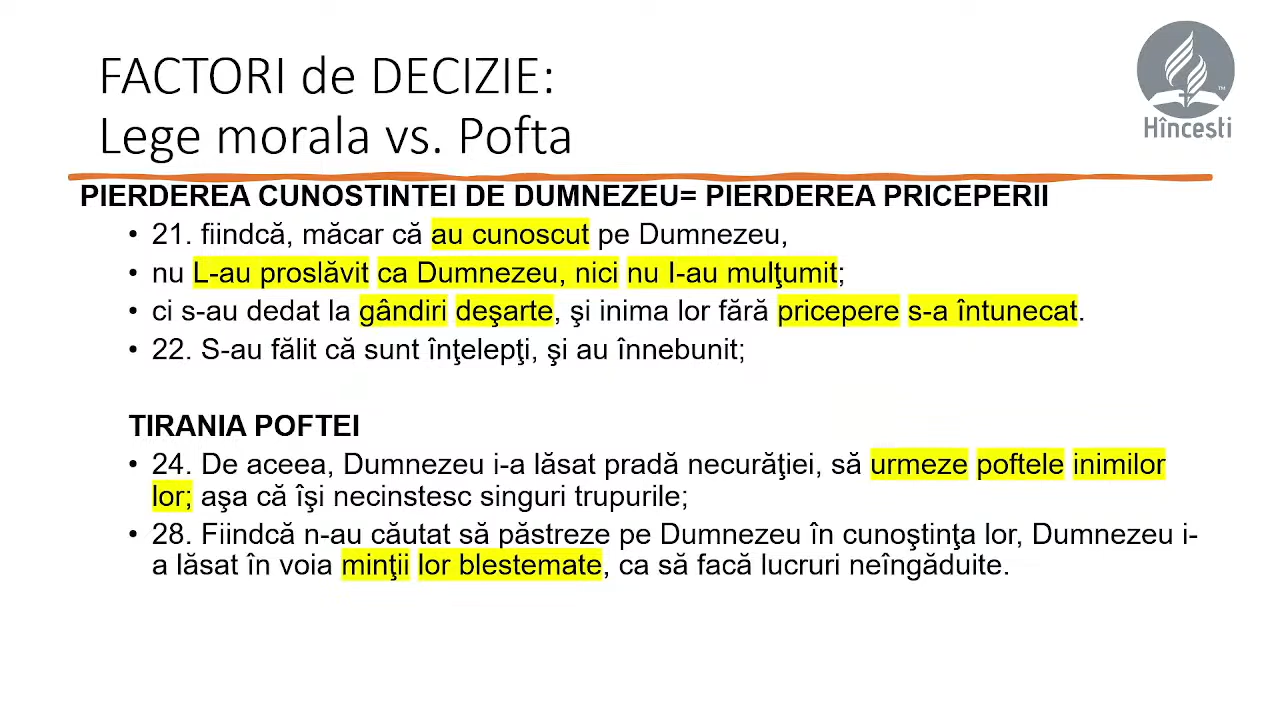 FACTORI de DECIZIE:
Lege morala vs. Pofta
Hîncesti
PIERDEREA CUNOSTINTEI DE DUMNEZEU= PIERDEREA PRICEPERII
• 21. fiindcă, măcar că au cunoscut pe Dumnezeu,
• nu L-au proslăvit ca Dumnezeu, nici nu I-au mulţumit;
• ci s-au dedat la gândiri deşarte, şi inima lor fără pricepere s-a întunecat.
• 22. S-au fălit că sunt înţelepţi, şi au înnebunit;
TIRANIA POFTEI
• 24. De aceea, Dumnezeu i-a lăsat pradă necurăţiei, să urmeze poftele inimilor
lor; aşa că îşi necinstesc singuri trupurile;
• 28. Fiindcă n-au căutat să păstreze pe Dumnezeu în cunoştinţa lor, Dumnezeu i-
a lăsat în voia minţii lor blestemate, ca să facă lucruri neîngăduite.